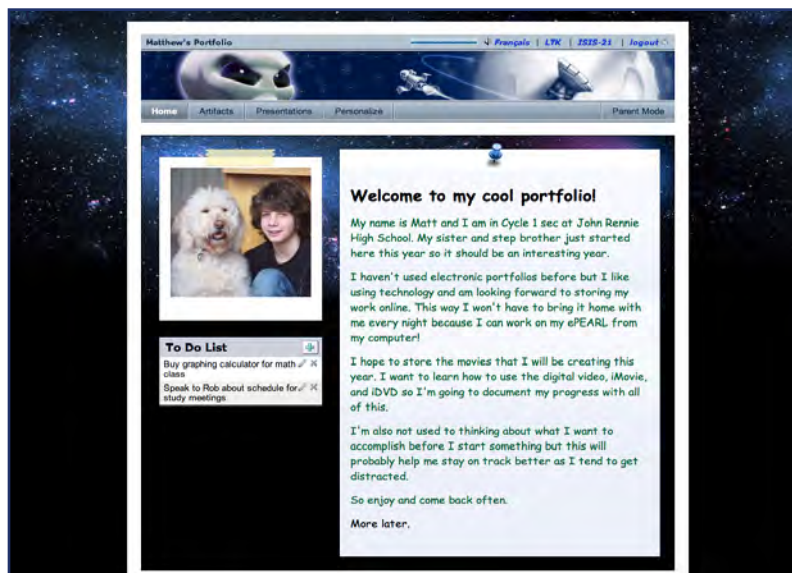 Matthew's Portfolio
Français | LTK | ISIS-21 | logout
Home Artifacts Presentations Personalize Parent Mode
Welcome to my cool portfolio!
My name is Matt and I am in Cycle 1 sec at John Rennie
High School. My sister and step brother just started
here this year so it should be an interesting year.
I haven't used electronic portfolios before but I like
using technology and am looking forward to storing my
work online. This way I won't have to bring it home with
me every night because I can work on my ePEARL from
my computer!
I hope to store the movies that I will be creating this
year. I want to learn how to use the digital video, iMovie,
and iDVD so I'm going to document my progress with all
of this.
I'm also not used to thinking about what I want to
accomplish before I start something but this will
probably help me stay on track better as I tend to get
distracted.
So enjoy and come back often.
More later.
To Do List
Buy graphing calculator for math
class
Speak to Rob about schedule for
study meetings